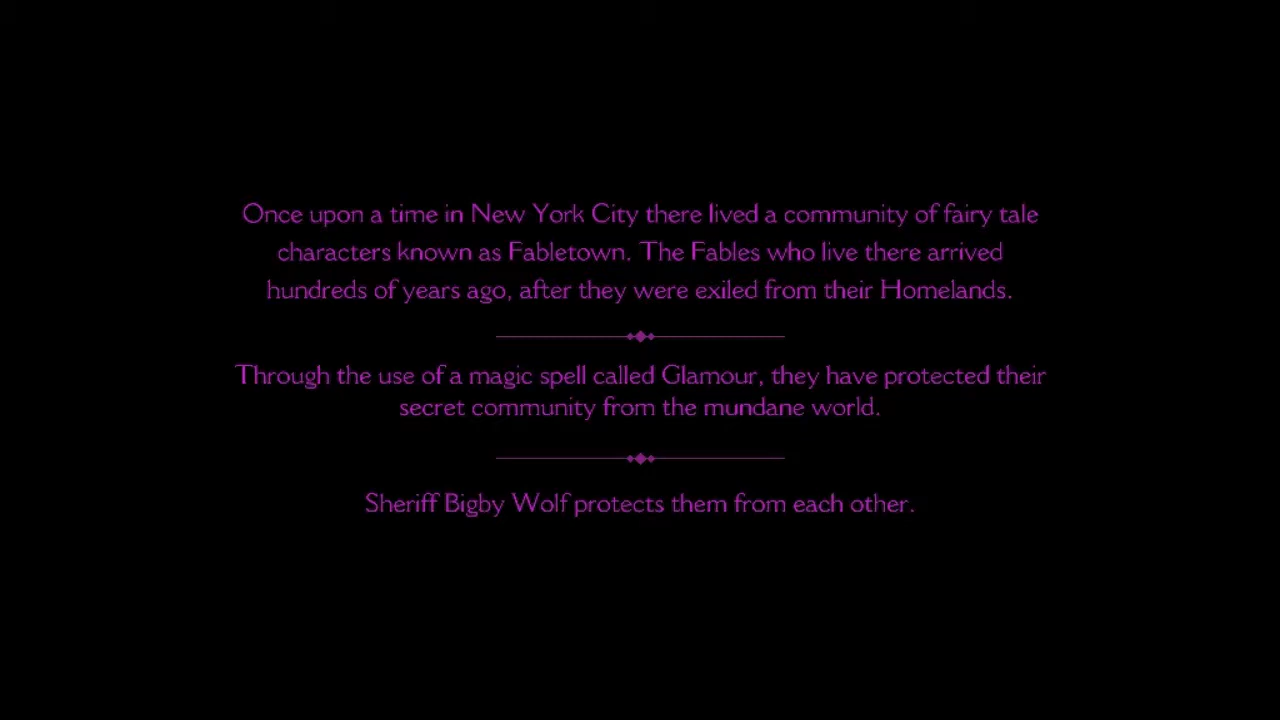 Once upon a time in New York City there lived a community of fairy tale
characters known as Fabletown. The Fables who live there arrived
hundreds of years ago, after they were exiled from their Homelands.
Through the use of a magic spell called Glamour, they have protected their
secret community from the mundane world.
Sheriff Bigby Wolf protects them from each other.